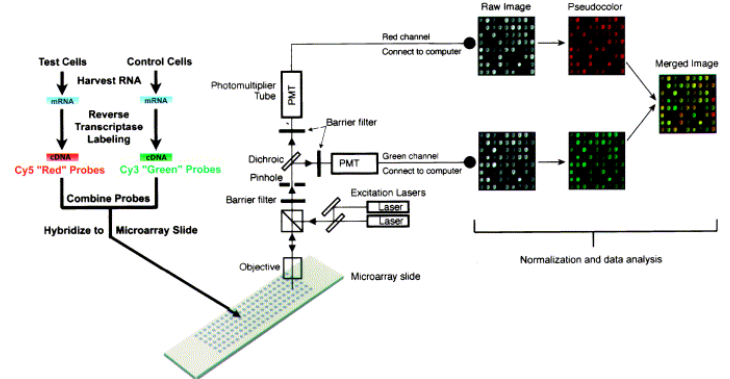 Test Cells
Control Cells
Harvest RNA
mRNA
mRNA
Reverse
Transcriptase
Labeling
cDNA
cDNA
Cy5 "Red" Probes
Cy3 "Green" Probes
Combine Probes
Hybridize to
Microarray Slide
Photomultiplier
Tube
PMT
Barrier filter
Dichroic
PMT
Pinhole
Barrier filter
Excitation Lasers
Laser
Laser
Objective
Microarray slide
Red channel
Connect to computer
Green channel
Connect to computer
Raw Image
Pseudocolor
Merged Image
Normalization and data analysis